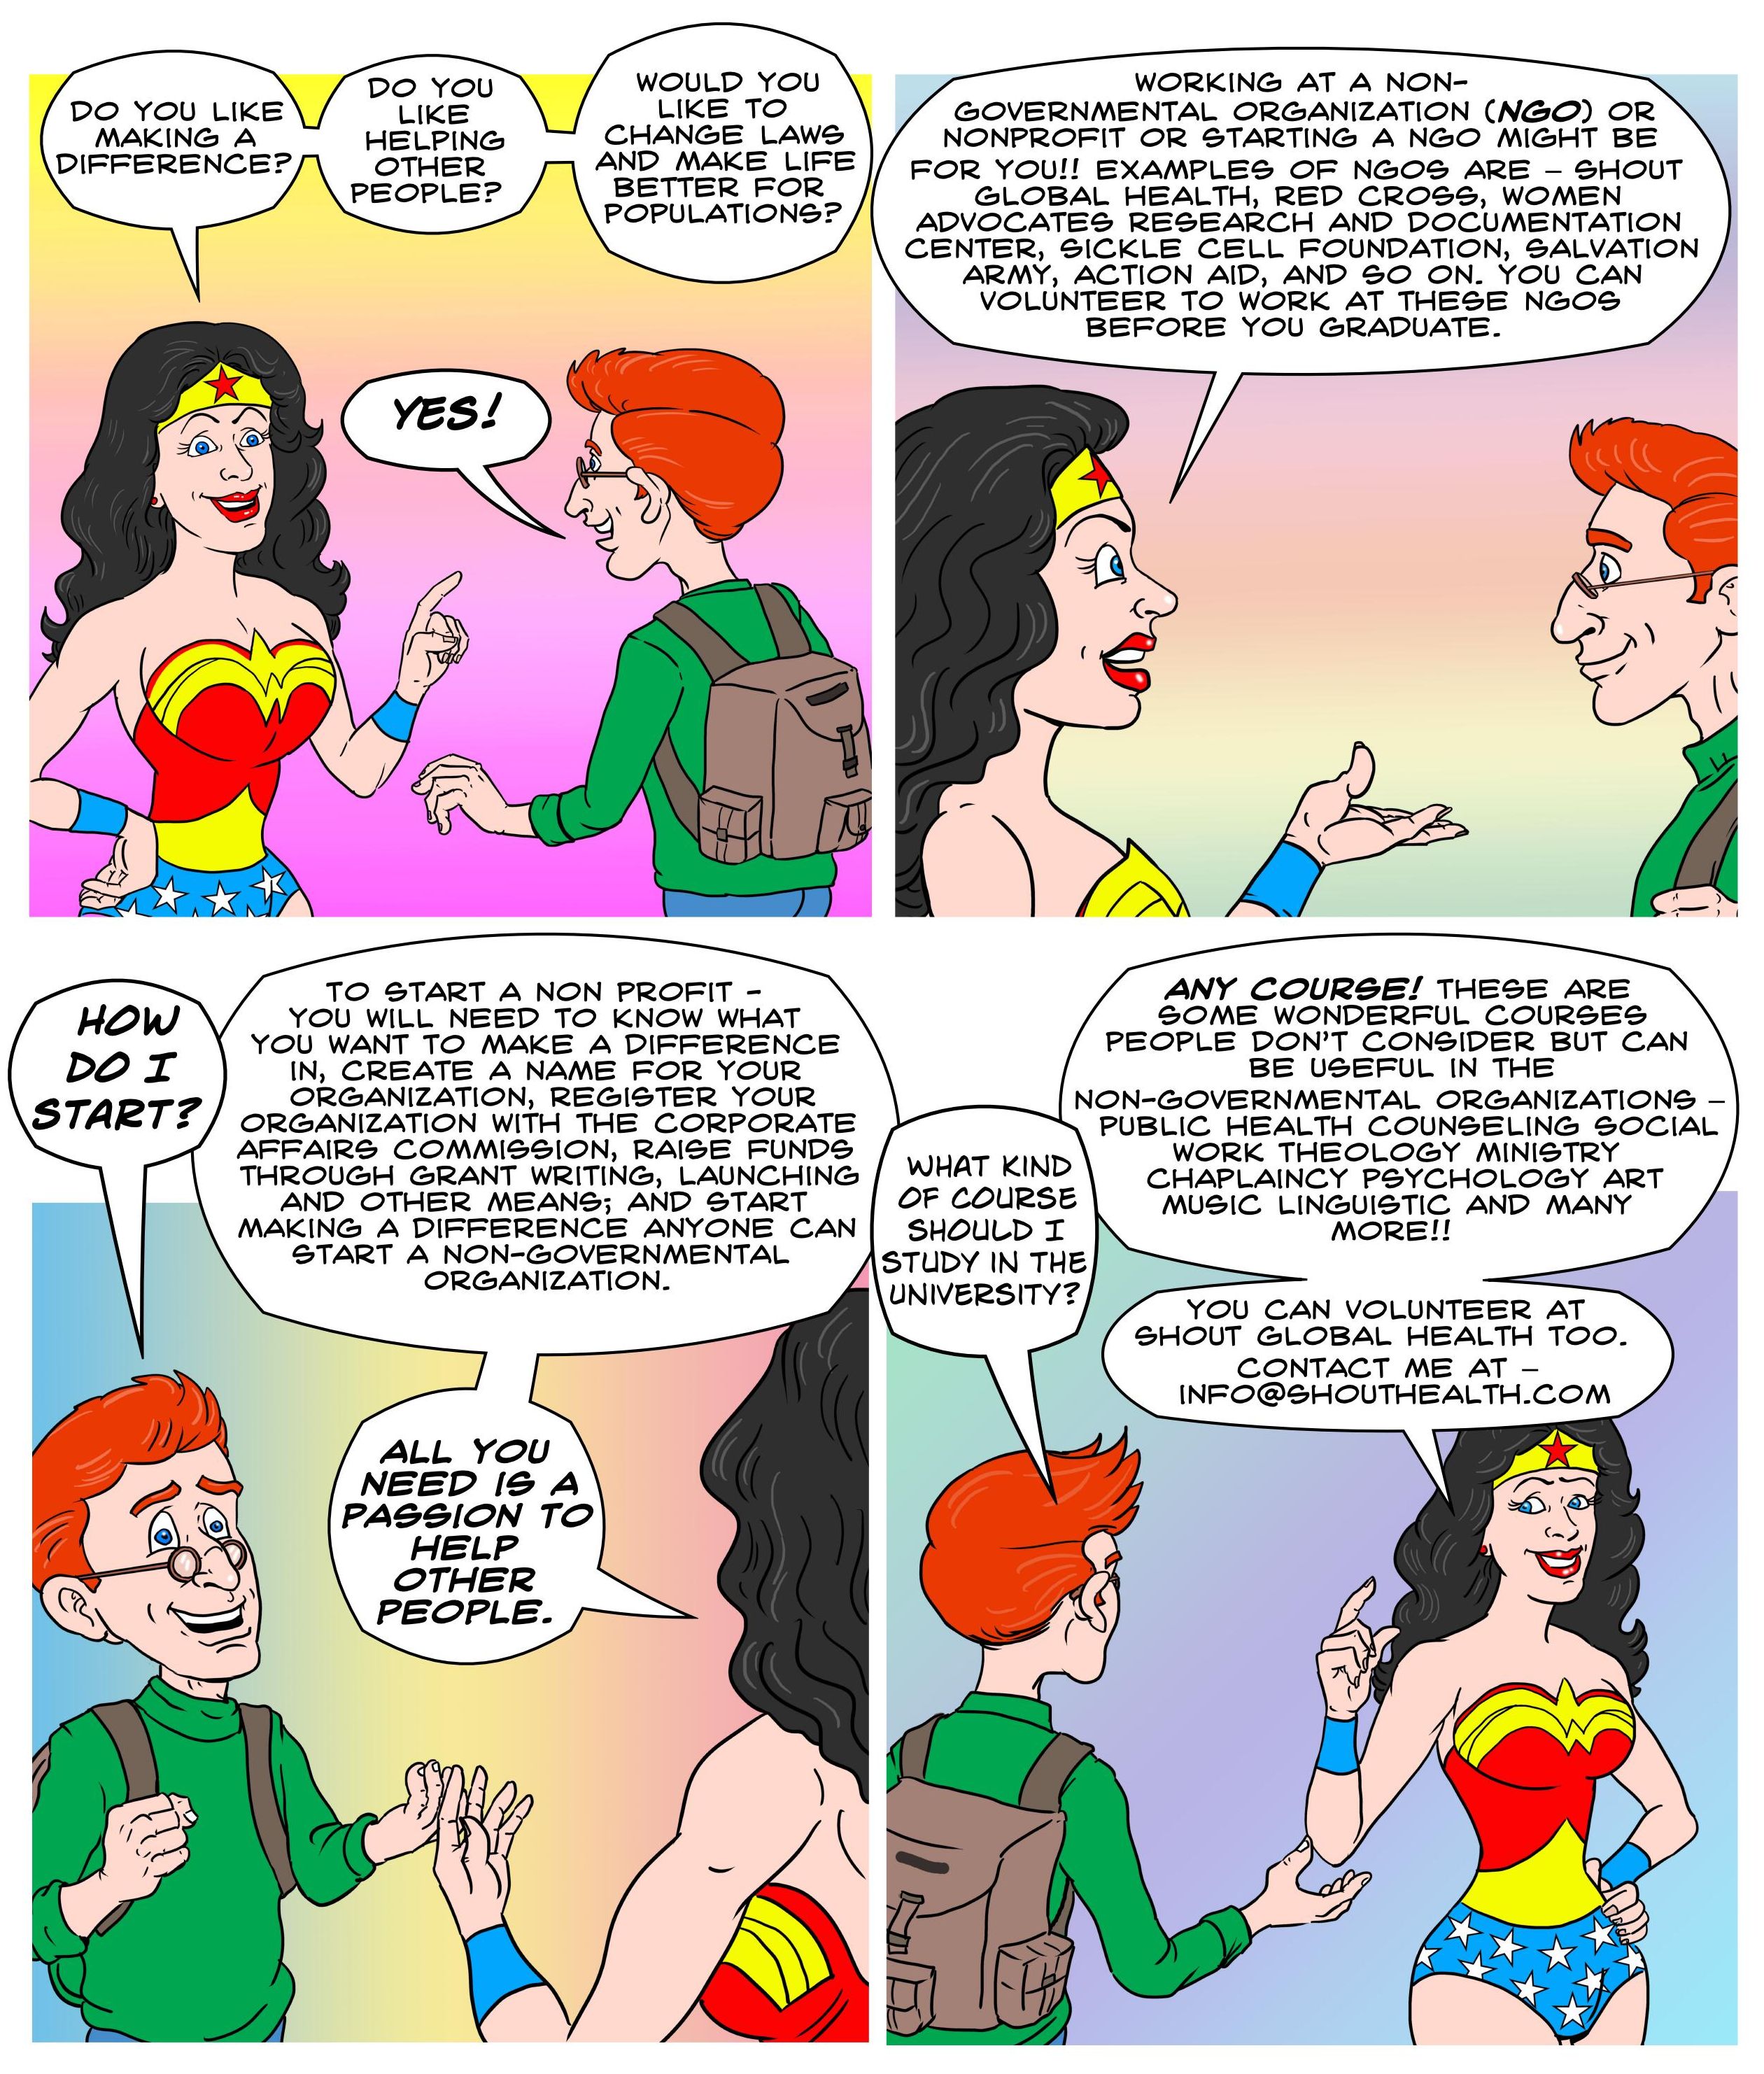 DO YOU LIKE
MAKING A
DIFFERENCE?
DO YOU
LIKE
HELPING
OTHER
PEOPLE?
WOULD YOU
LIKE TO
CHANGE LAWS
AND MAKE LIFE
BETTER FOR
POPULATIONS?
YES!
WORKING AT A NON-
GOVERNMENTAL ORGANIZATION (NGO) OR
NONPROFIT OR STARTING A NGO MIGHT BE
FOR YOU!! EXAMPLES OF NGOS ARE – SHOUT
GLOBAL HEALTH, RED CROSS, WOMEN
ADVOCATES RESEARCH AND DOCUMENTATION
CENTER, SICKLE CELL FOUNDATION, SALVATION
ARMY, ACTION AID, AND SO ON. YOU CAN
VOLUNTEER TO WORK AT THESE NGOS
BEFORE YOU GRADUATE.
HOW
DO I
START?
TO START A NON PROFIT -
YOU WILL NEED TO KNOW WHAT
YOU WANT TO MAKE A DIFFERENCE
IN, CREATE A NAME FOR YOUR
ORGANIZATION, REGISTER YOUR
ORGANIZATION WITH THE CORPORATE
AFFAIRS COMMISSION, RAISE FUNDS
THROUGH GRANT WRITING, LAUNCHING
AND OTHER MEANS; AND START
MAKING A DIFFERENCE ANYONE CAN
START A NON-GOVERNMENTAL
ORGANIZATION.
ALL YOU
NEED IS A
PASSION TO
HELP
OTHER
PEOPLE.
WHAT KIND
OF COURSE
SHOULD I
STUDY IN THE
UNIVERSITY?
ANY COURSE! THESE ARE
SOME WONDERFUL COURSES
PEOPLE DON'T CONSIDER BUT CAN
BE USEFUL IN THE
NON-GOVERNMENTAL ORGANIZATIONS –
PUBLIC HEALTH COUNSELING SOCIAL
WORK THEOLOGY MINISTRY
CHAPLAINCY PSYCHOLOGY ART
MUSIC LINGUISTIC AND MANY
MORE!!
YOU CAN VOLUNTEER AT
SHOUT GLOBAL HEALTH TOO.
CONTACT ME AT –
INFO@SHOUTHEALTH.COM